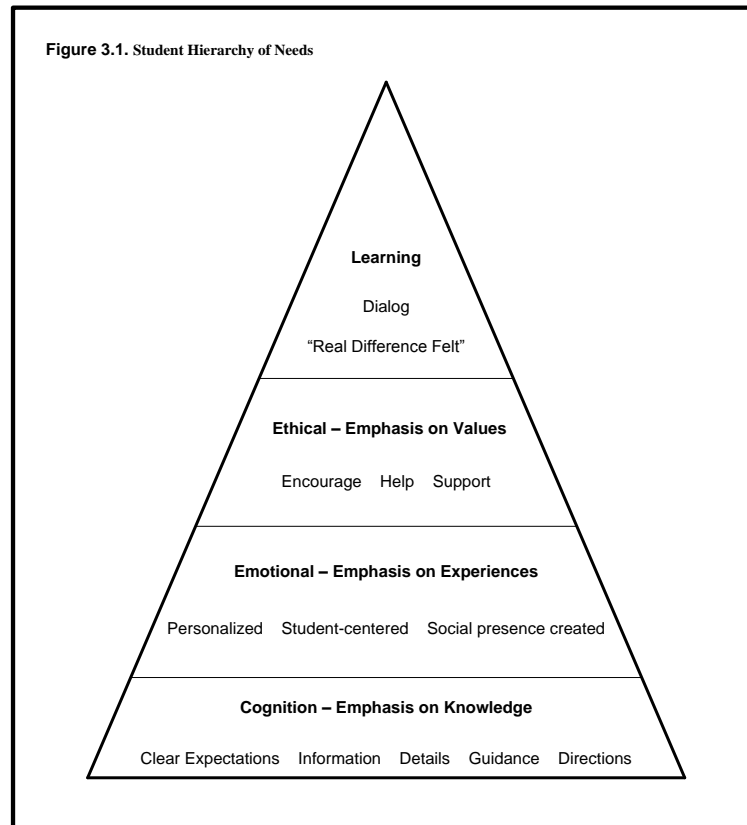 Figure 3.1. Student Hierarchy of Needs
Learning
Dialog
“Real Difference Felt”
Ethical – Emphasis on Values
Encourage Help Support
Emotional – Emphasis on Experiences
Personalized Student-centered Social presence created
Cognition – Emphasis on Knowledge
Clear Expectations Information Details Guidance Directions